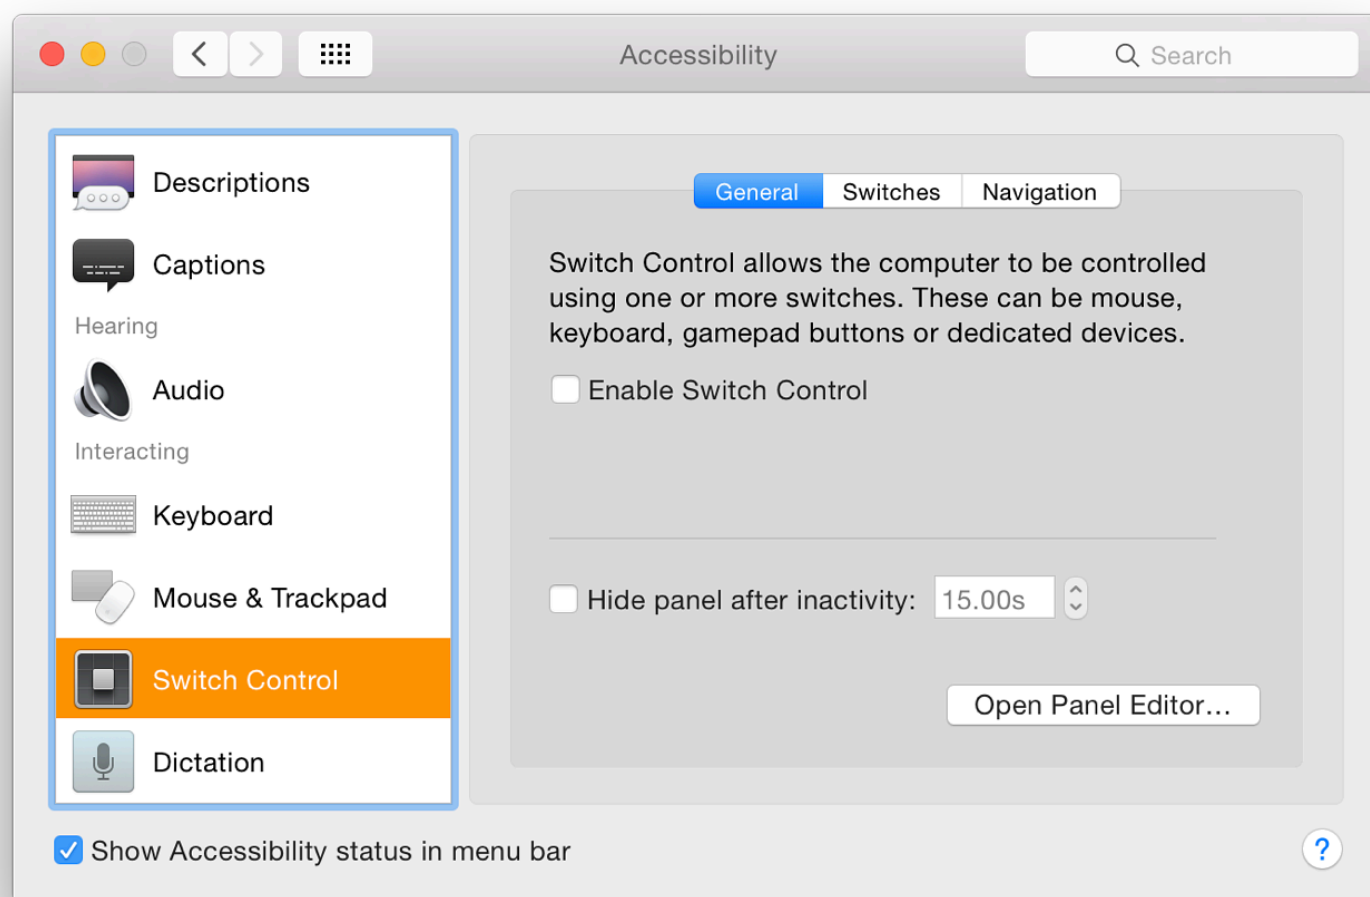 Accessibility
Search
Descriptions
Captions
Hearing
Audio
Interacting
Keyboard
Mouse & Trackpad
Switch Control
Dictation
General Switches Navigation
Switch Control allows the computer to be controlled
using one or more switches. These can be mouse,
keyboard, gamepad buttons or dedicated devices.
Enable Switch Control
Hide panel after inactivity: 15.00s
Open Panel Editor...
Show Accessibility status in menu bar
?